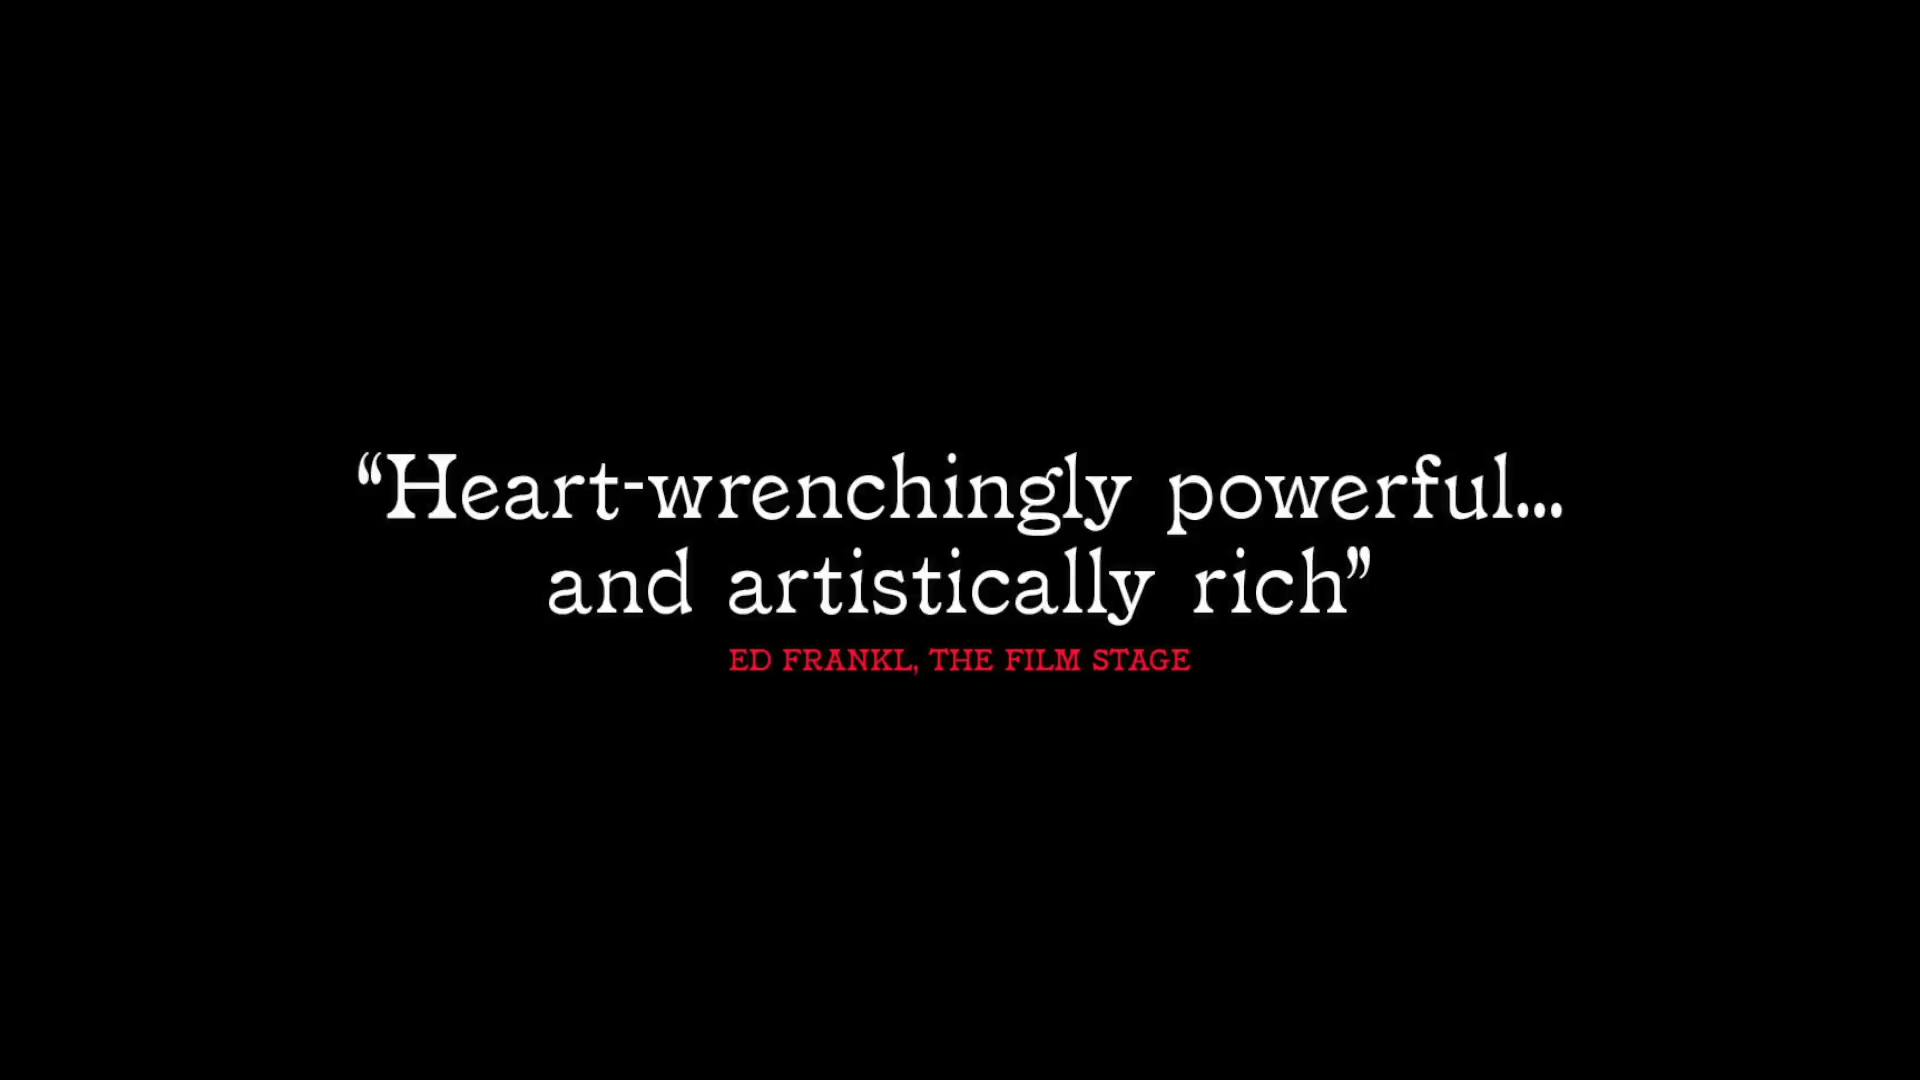 “Heart-wrenchingly powerful...
and artistically rich”
ED FRANKL, THE FILM STAGE